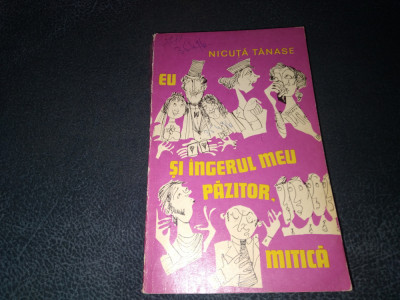 NICUȚĂ TĂNASE
EU
ȘI ÎNGERUL MEU
PĂZITOR,
MITICĂ